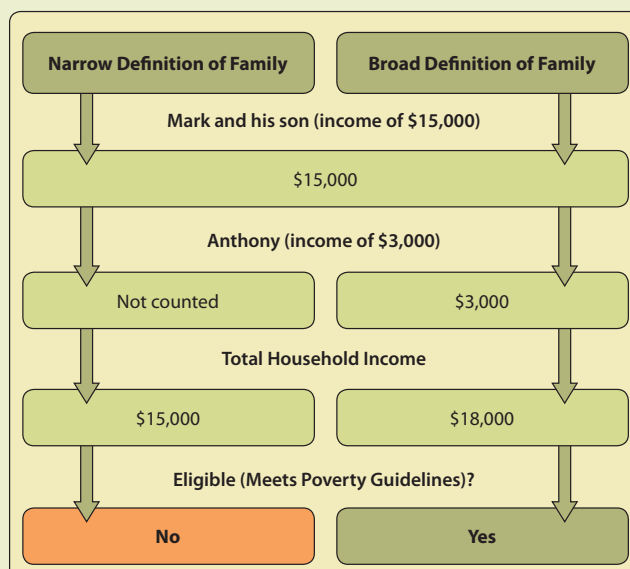 Narrow Definition of Family
Broad Definition of Family
Mark and his son (income of $15,000)
$15,000
Anthony (income of $3,000)
Not counted
$3,000
Total Household Income
$15,000
$18,000
Eligible (Meets Poverty Guidelines)?
No
Yes